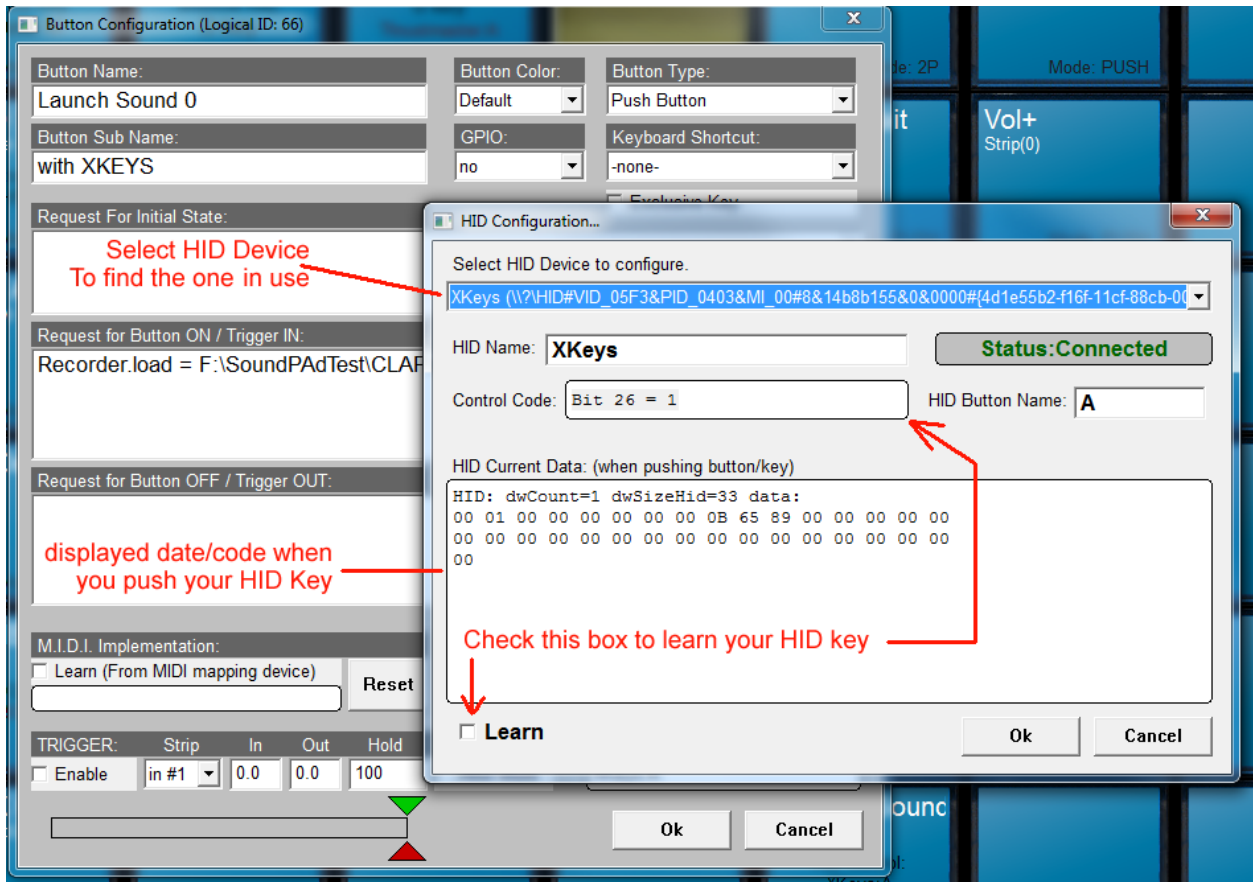 Button Configuration (Logical ID: 66)
x
Button Name:
Button Color:
Button Type:
Launch Sound 0
Default
Push Button
Button Sub Name:
GPIO:
Keyboard Shortcut:
with XKEYS
no
-none-
Exclusive Key
Request For Initial State:
Select HID Device
To find the one in use
Request for Button ON / Trigger IN:
Recorder.load = F:\SoundPAdTest\CLAP
Request for Button OFF / Trigger OUT:
displayed date/code when
you push your HID Key
M.I.D.I. Implementation:
Learn (From MIDI mapping device)
Reset
TRIGGER:
Strip
In
Out
Hold
Enable
in #1
0.0
0.0
100
Ok
Cancel
HID Configuration...
x
Select HID Device to configure.
XKeys (\\?\HID#VID_05F3&PID_0403&MI_00#8&14b8b155&0&0000#{4d1e55b2-f16f-11cf-88cb-00
HID Name:
XKeys
Status:Connected
Control Code:
Bit 26 = 1
HID Button Name:
A
HID Current Data: (when pushing button/key)
HID: dwCount=1 dwSizeHid=33 data:
00 01 00 00 00 00 00 00 0B 65 89 00 00 00 00 00
00 00 00 00 00 00 00 00 00 00 00 00 00 00 00 00
00
Check this box to learn your HID key
Learn
Ok
Cancel
de: 2P
Mode: PUSH
it
Vol+
Strip(0)
ound
ol: